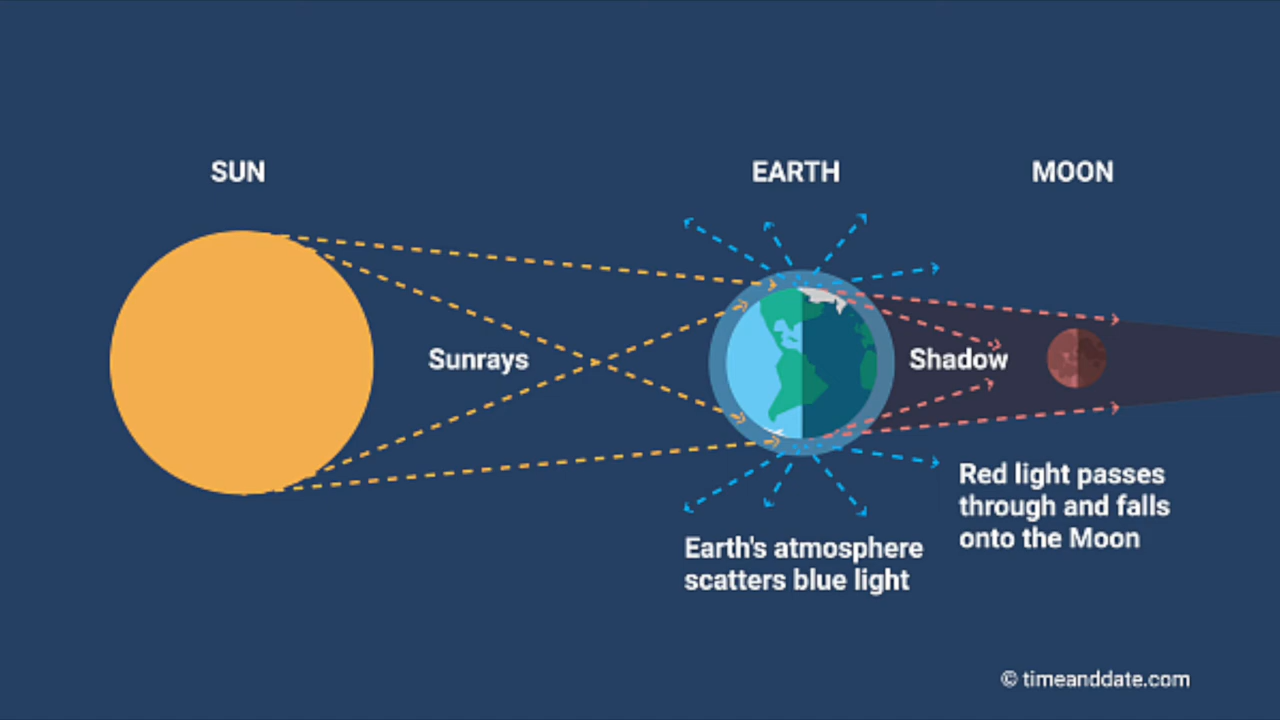 SUN
EARTH
MOON
Sunrays
Shadow
Earth's atmosphere
scatters blue light
Red light passes
through and falls
onto the Moon
© timeanddate.com